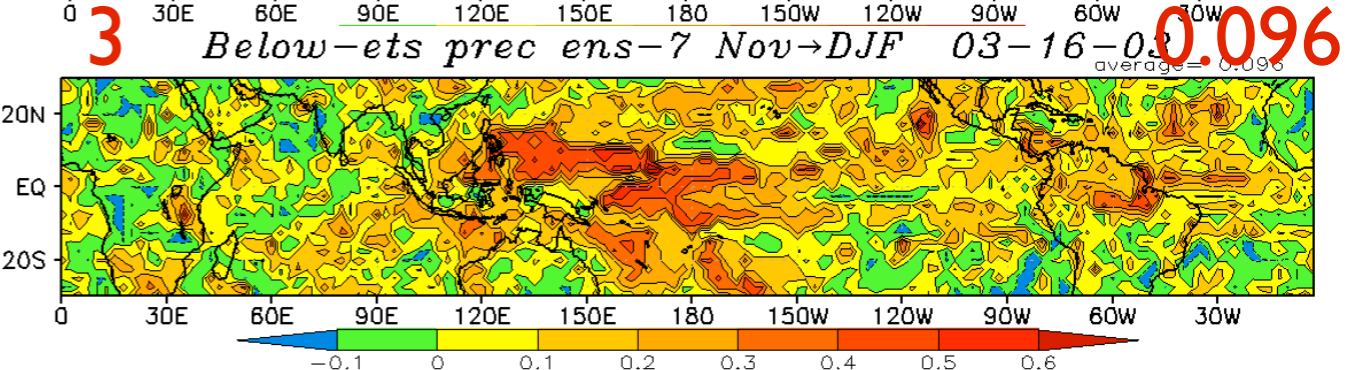 0 30E 60E 90E 120E 150E 180 150W 120W 90W 60W 30W
3 Below-ets prec ens-7 Nov→DJF 03-16-03 0.096
average= 0.096
20N
EQ
20S
0 30E 60E 90E 120E 150E 180 150W 120W 90W 60W 30W
-0.1 0 0.1 0.2 0.3 0.4 0.5 0.6